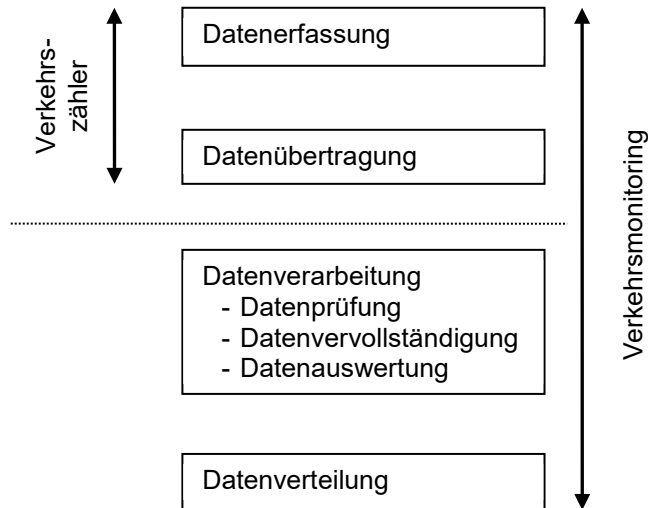 Verkehrs-
zähler
Datenerfassung
Datenübertragung
Datenverarbeitung
- Datenprüfung
- Datenvervollständigung
- Datenauswertung
Datenverteilung
Verkehrsmonitoring